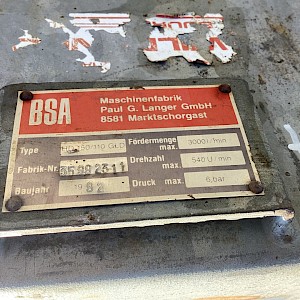 BSA
Maschinenfabrik
Paul G. Langer GmbH
8581 Marktschorgast
Type
Fördermenge max. 3000 l/min
Fabrik-Nr.
Drehzahl max. 540 U/min
Baujahr 1982
Druck max. 6 bar